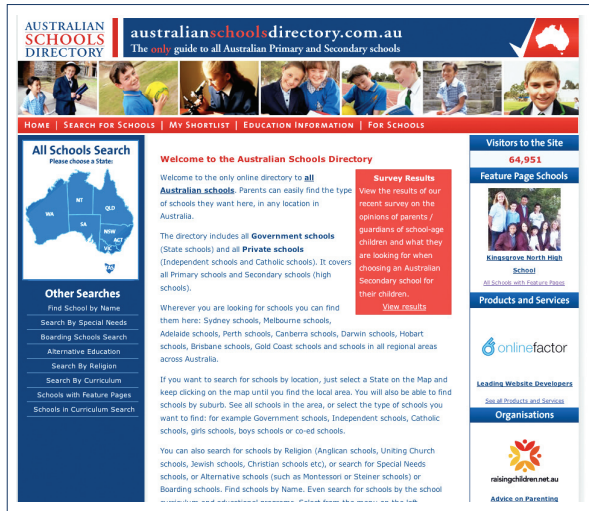 AUSTRALIAN
SCHOOLS
DIRECTORY
australianschoolsdirectory.com.au
The only guide to all Australian Primary and Secondary schools
HOME | SEARCH FOR SCHOOLS | MY SHORTLIST | EDUCATION INFORMATION | FOR SCHOOLS
All Schools Search
Please choose a State:
WA
NT
QLD
SA
NSW
ACT
VIC
TAS
Other Searches
Find School by Name
Search By Special Needs
Boarding Schools Search
Alternative Education
Search By Religion
Search By Curriculum
Schools with Feature Pages
Schools in Curriculum Search
Welcome to the Australian Schools Directory
Welcome to the only online directory to all
Australian schools. Parents can easily find the type
of schools they want here, in any location in
Australia.
The directory includes all Government schools
(State schools) and all Private schools
(Independent schools and Catholic schools). It covers
all Primary schools and Secondary schools (high
schools).
Wherever you are looking for schools you can find
them here: Sydney schools, Melbourne schools,
Adelaide schools, Perth schools, Canberra schools, Darwin schools, Hobart
schools, Brisbane schools, Gold Coast schools and schools in all regional areas
across Australia.
If you want to search for schools by location, just select a State on the Map and
keep clicking on the map until you find the local area. You will also be able to find
schools by suburb. See all schools in the area, or select the type of schools you
want to find: for example Government schools, Independent schools, Catholic
schools, girls schools, boys schools or co-ed schools.
You can also search for schools by Religion (Anglican schools, Uniting Church
schools, Jewish schools, Christian schools etc), or search for Special Needs
schools, or Alternative schools (such as Montessori or Steiner schools) or
Boarding schools. Find schools by Name. Even search for schools by the school
curriculum and educational programs. Select from the menu on the left
Survey Results
View the results of our
recent survey on the
opinions of parents /
guardians of school-age
children and what they
are looking for when
choosing an Australian
Secondary school for
their children.
View results
Visitors to the Site
64,951
Feature Page Schools
Kingsgrove North High
School
All Schools with Feature Pages
Products and Services
onlinefactor
Leading Website Developers
See all Products and Services
Organisations
raisingchildren.net.au
Advice on Parenting